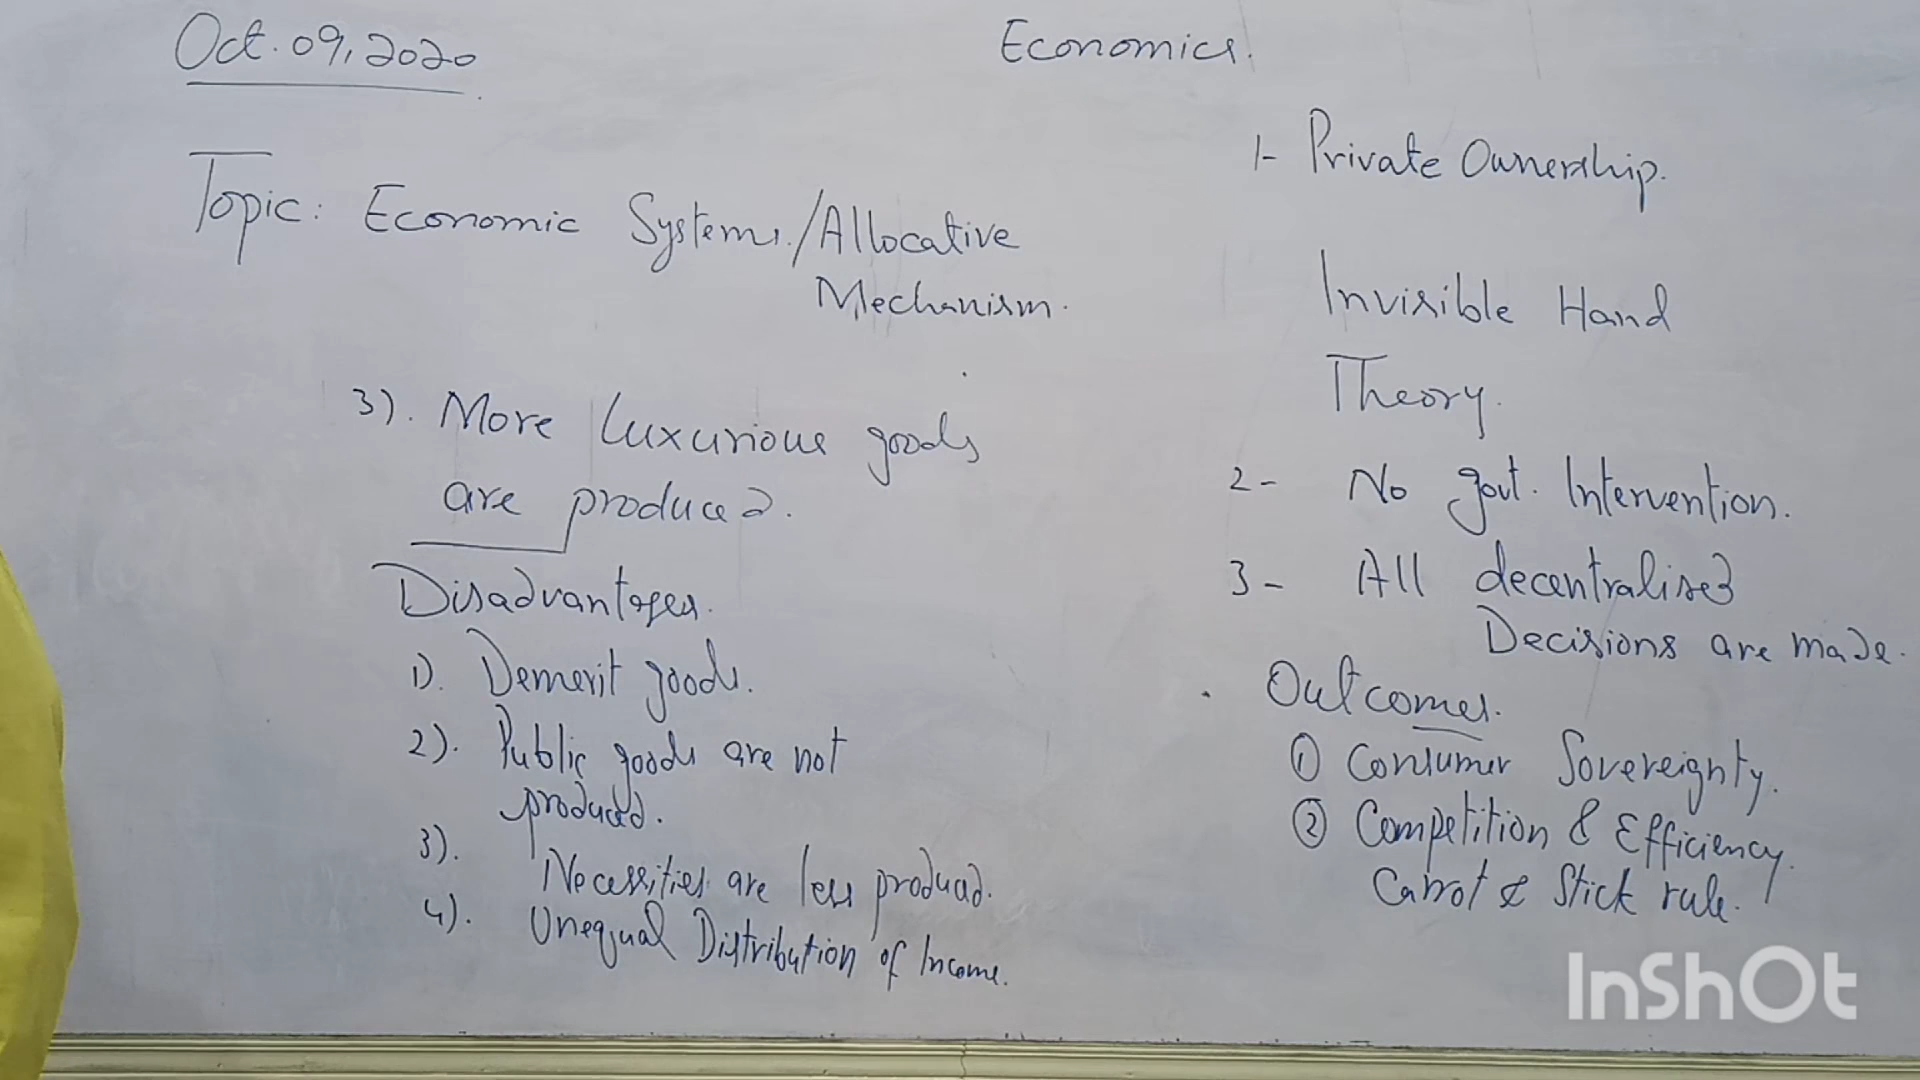 Oct. 09, 2020
Economics.
Topic: Economic Systems./Allocative
Mechanism.
3). More luxurious goods
are produced.
Disadvantages.
1). Demerit goods.
2). Public goods are not
produced.
3). Necessities are less produced.
4). Unequal Distribution of Income.
1- Private Ownership.
Invisible Hand
Theory.
2- No govt. Intervention.
3- All decentralised
Decisions are made.
Outcomes.
① Consumer Sovereignty.
② Competition & Efficiency.
Carrot & Stick rule.
InShOt